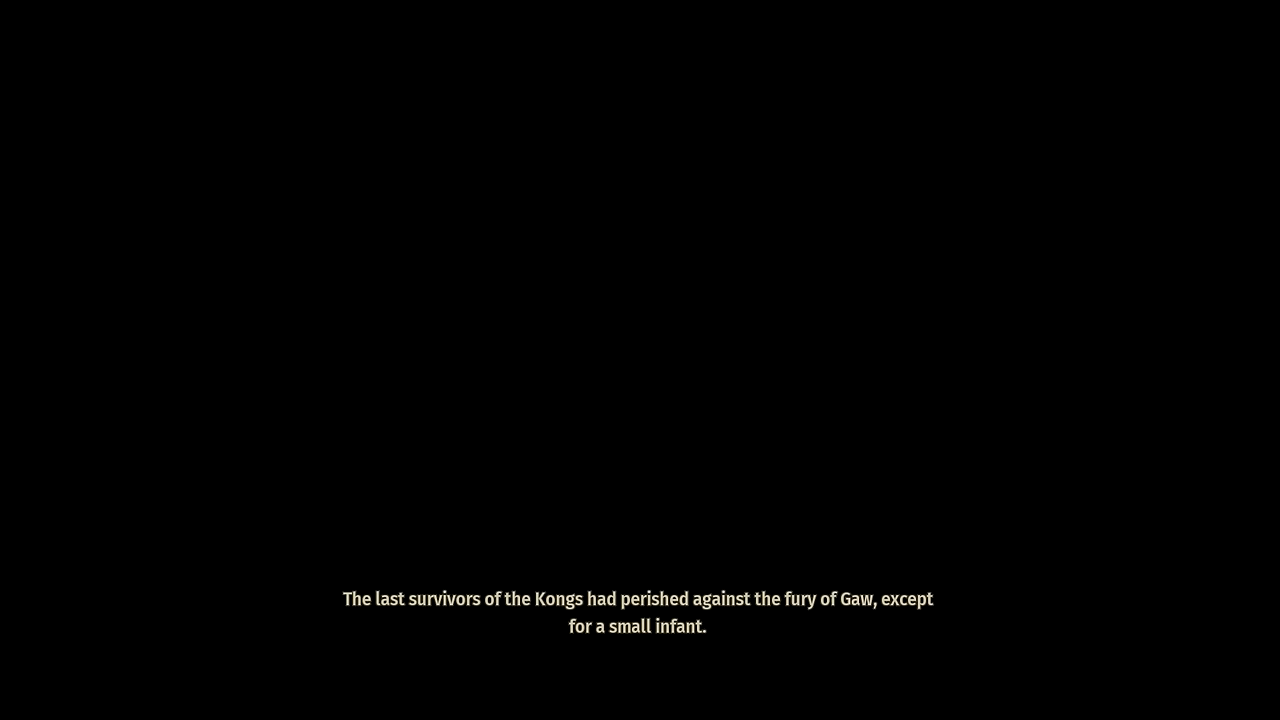 The last survivors of the Kongs had perished against the fury of Gaw, except
for a small infant.